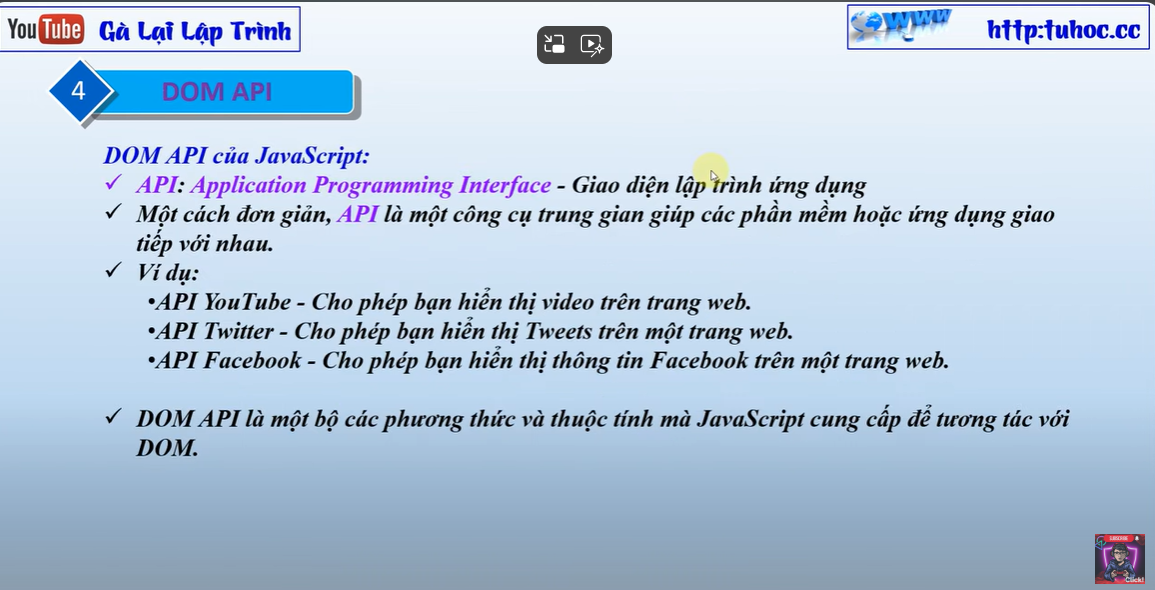 YouTube Gà Lại Lập Trình
WWW http:tuhoc.cc
4 DOM API
DOM API của JavaScript:
✓ API: Application Programming Interface - Giao diện lập trình ứng dụng
✓ Một cách đơn giản, API là một công cụ trung gian giúp các phần mềm hoặc ứng dụng giao
tiếp với nhau.
✓ Ví dụ:
•API YouTube - Cho phép bạn hiển thị video trên trang web.
•API Twitter - Cho phép bạn hiển thị Tweets trên một trang web.
•API Facebook - Cho phép bạn hiển thị thông tin Facebook trên một trang web.
✓ DOM API là một bộ các phương thức và thuộc tính mà JavaScript cung cấp để tương tác với
DOM.
SUBSCRIBE
Click!